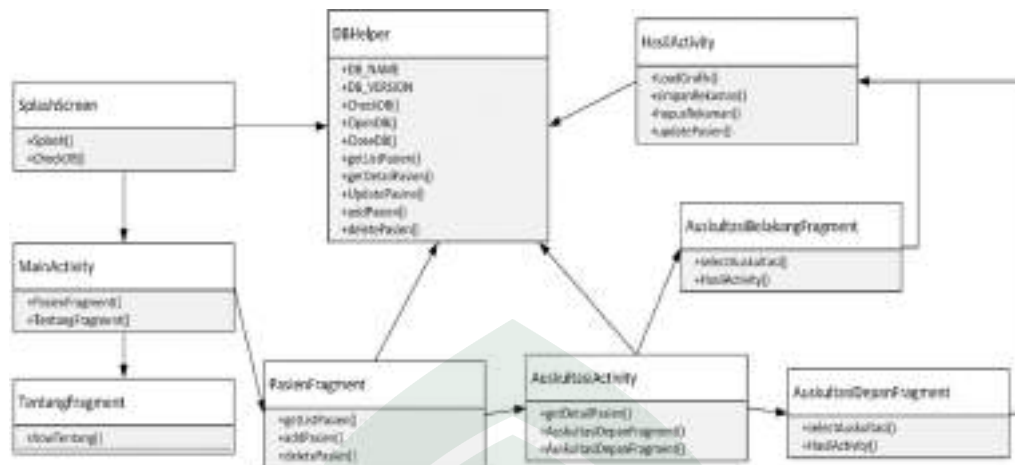 DBHelper
+DB_NAME
+DB_VERSION
+CheckDB()
+OpenDB()
+CloseDB()
+getListPasien()
+getDetailPasien()
+UpdatePasien()
+addPasien()
+deletePasien()
HasilActivity
+LoadGrafik()
+SimpanRekaman()
+hapusRekaman()
+updatePasien()
SplashScreen
+Splash()
+CheckDB()
AuskultasiBelakangFragment
+selectAuskultasi()
+HasilActivity()
MainActivity
+PasienFragment()
+TentangFragment()
PasienFragment
+getListPasien()
+addPasien()
+deletePasien()
AuskultasiActivity
+getDetailPasien()
+AuskultasiDepanFragment()
+AuskultasiDepanFragment()
AuskultasiDepanFragment
+selectAuskultasi()
+HasilActivity()
TentangFragment
+showTentang()